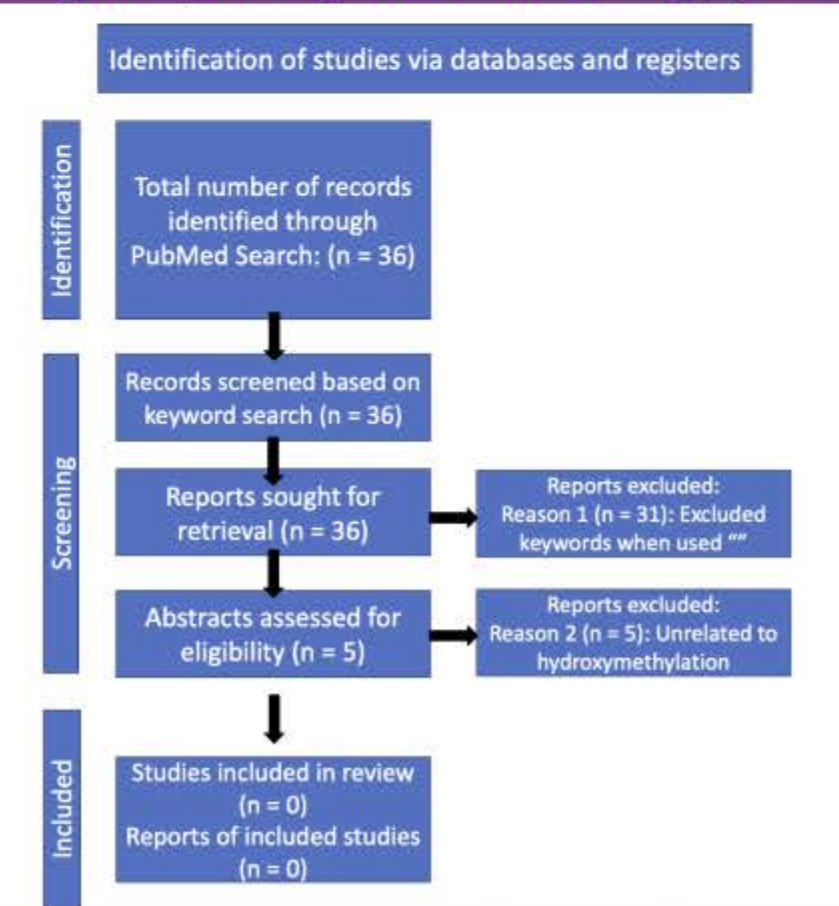 Identification of studies via databases and registers
Identification
Total number of records
identified through
PubMed Search: (n = 36)
Screening
Records screened based on
keyword search (n = 36)
Reports sought for
retrieval (n = 36)
Reports excluded:
Reason 1 (n = 31): Excluded
keywords when used “”
Abstracts assessed for
eligibility (n = 5)
Reports excluded:
Reason 2 (n = 5): Unrelated to
hydroxymethylation
Included
Studies included in review
(n = 0)
Reports of included studies
(n = 0)